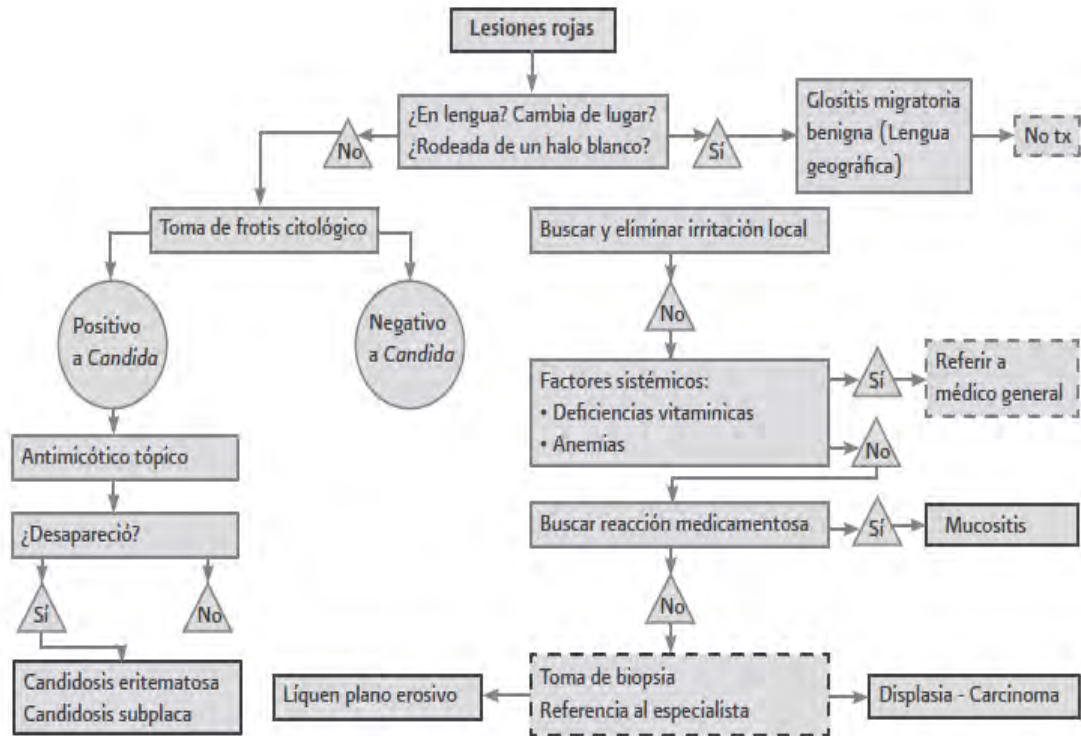 Lesiones rojas
¿En lengua? Cambia de lugar?
¿Rodeada de un halo blanco?
No
Sí
Glositis migratoria
benigna (Lengua
geográfica)
No tx
Toma de frotis citológico
Positivo
a Candida
Negativo
a Candida
Antimicótico tópico
¿Desapareció?
Sí
No
Candidosis eritematosa
Candidosis subplaca
Buscar y eliminar irritación local
No
Factores sistémicos:
• Deficiencias vitamínicas
• Anemias
Sí
Referir a
médico general
No
Buscar reacción medicamentosa
Sí
Mucositis
No
Toma de biopsia
Referencia al especialista
Líquen plano erosivo
Displasia - Carcinoma